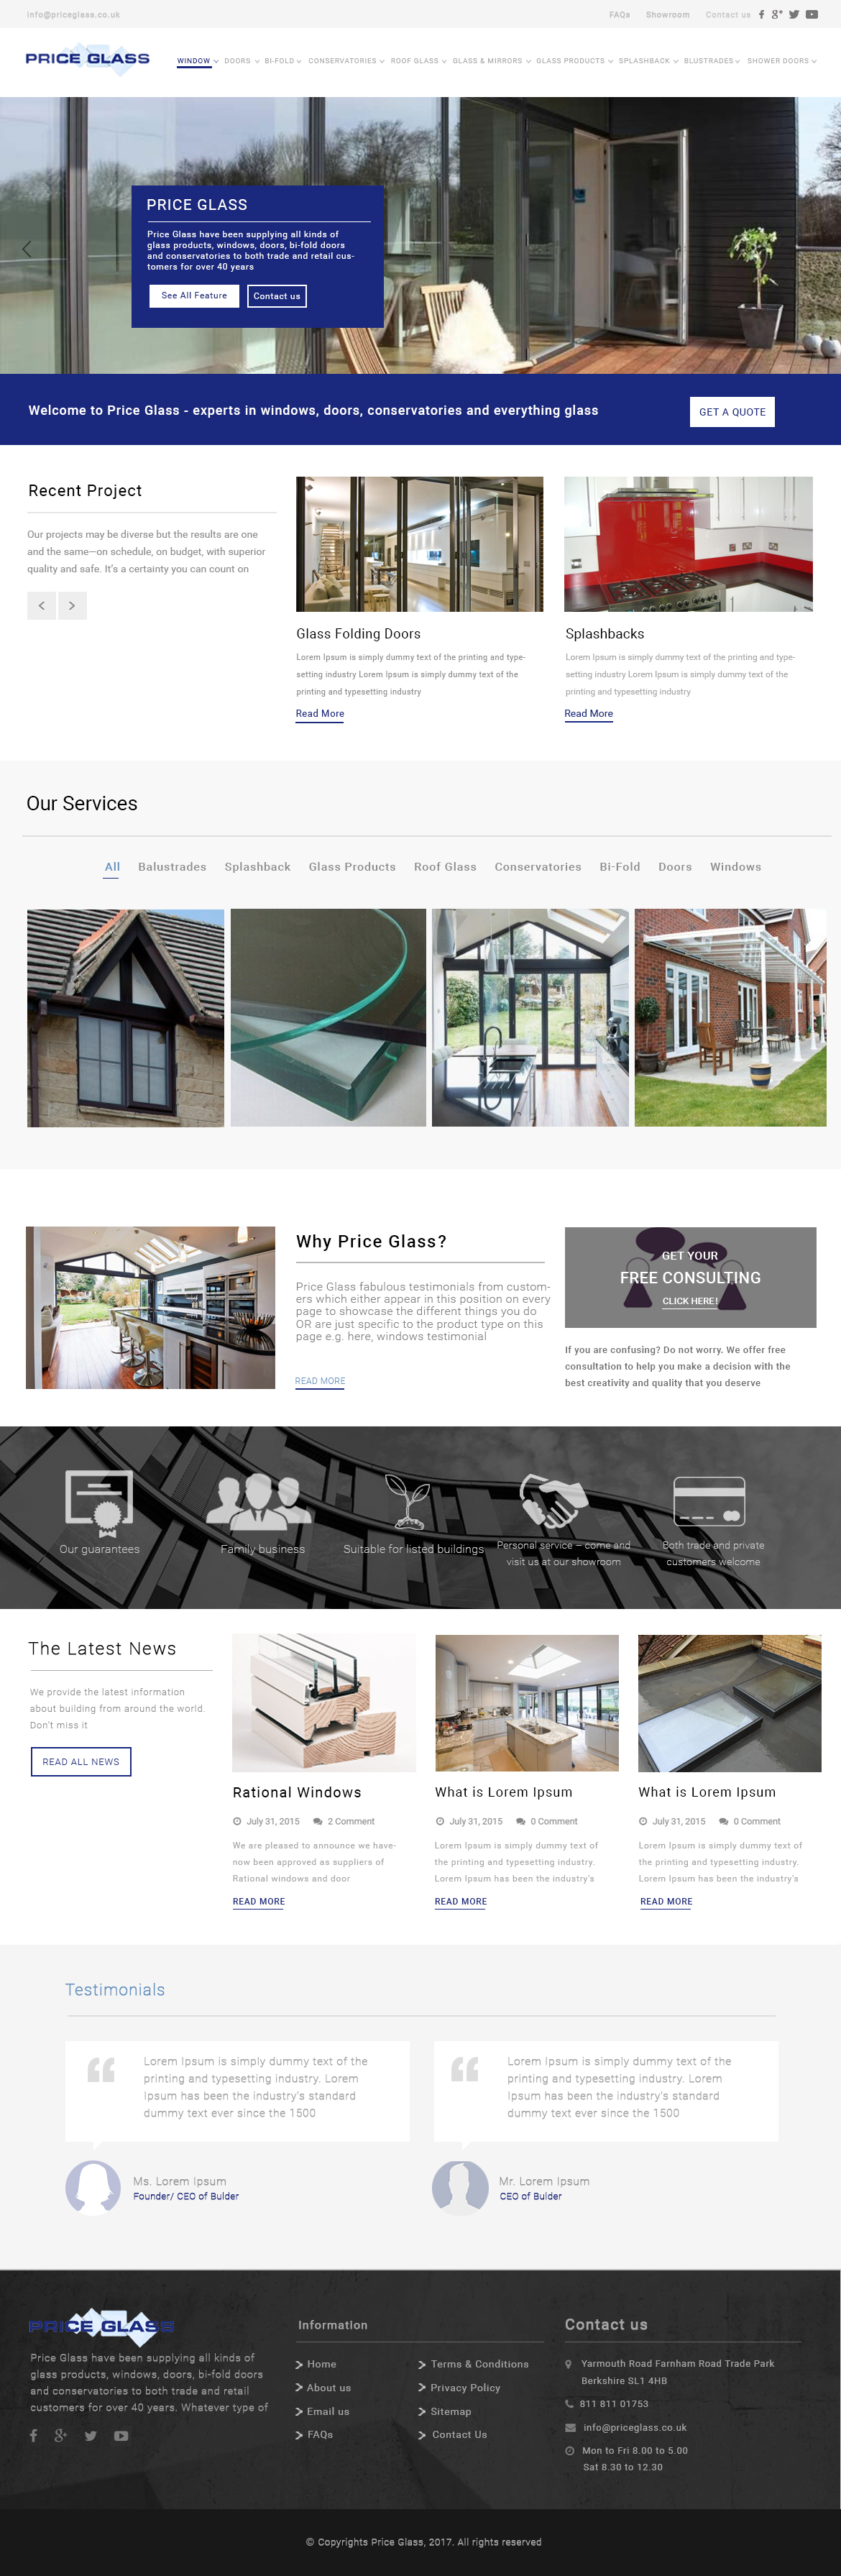 info@priceglass.co.uk
FAQs Showroom Contact us
PRICE GLASS
WINDOW DOORS BI-FOLD CONSERVATORIES ROOF GLASS GLASS & MIRRORS GLASS PRODUCTS SPLASHBACK BLUSTRADES SHOWER DOORS
PRICE GLASS
Price Glass have been supplying all kinds of
glass products, windows, doors, bi-fold doors
and conservatories to both trade and retail cus-
tomers for over 40 years
See All Feature Contact us
Welcome to Price Glass - experts in windows, doors, conservatories and everything glass
GET A QUOTE
Recent Project
Our projects may be diverse but the results are one
and the same—on schedule, on budget, with superior
quality and safe. It's a certainty you can count on
Glass Folding Doors
Lorem Ipsum is simply dummy text of the printing and type-
setting industry Lorem Ipsum is simply dummy text of the
printing and typesetting industry
Read More
Splashbacks
Lorem Ipsum is simply dummy text of the printing and type-
setting industry Lorem Ipsum is simply dummy text of the
printing and typesetting industry
Read More
Our Services
All Balustrades Splashback Glass Products Roof Glass Conservatories Bi-Fold Doors Windows
Why Price Glass?
Price Glass fabulous testimonials from custom-
ers which either appear in this position on every
page to showcase the different things you do
OR are just specific to the product type on this
page e.g. here, windows testimonial
READ MORE
GET YOUR
FREE CONSULTING
CLICK HERE!
If you are confusing? Do not worry. We offer free
consultation to help you make a decision with the
best creativity and quality that you deserve
Our guarantees
Family business
Suitable for listed buildings
Personal service – come and
visit us at our showroom
Both trade and private
customers welcome
The Latest News
We provide the latest information
about building from around the world.
Don't miss it
READ ALL NEWS
Rational Windows
July 31, 2015 2 Comment
We are pleased to announce we have-
now been approved as suppliers of
Rational windows and door
READ MORE
What is Lorem Ipsum
July 31, 2015 0 Comment
Lorem Ipsum is simply dummy text of
the printing and typesetting industry.
Lorem Ipsum has been the industry's
READ MORE
What is Lorem Ipsum
July 31, 2015 0 Comment
Lorem Ipsum is simply dummy text of
the printing and typesetting industry.
Lorem Ipsum has been the industry's
READ MORE
Testimonials
Lorem Ipsum is simply dummy text of the
printing and typesetting industry. Lorem
Ipsum has been the industry's standard
dummy text ever since the 1500
Ms. Lorem Ipsum
Founder/ CEO of Bulder
Lorem Ipsum is simply dummy text of the
printing and typesetting industry. Lorem
Ipsum has been the industry's standard
dummy text ever since the 1500
Mr. Lorem Ipsum
CEO of Bulder
PRICE GLASS
Price Glass have been supplying all kinds of
glass products, windows, doors, bi-fold doors
and conservatories to both trade and retail
customers for over 40 years. Whatever type of
Information
Home
About us
Email us
FAQs
Terms & Conditions
Privacy Policy
Sitemap
Contact Us
Contact us
Yarmouth Road Farnham Road Trade Park
Berkshire SL1 4HB
811 811 01753
info@priceglass.co.uk
Mon to Fri 8.00 to 5.00
Sat 8.30 to 12.30
© Copyrights Price Glass, 2017. All rights reserved